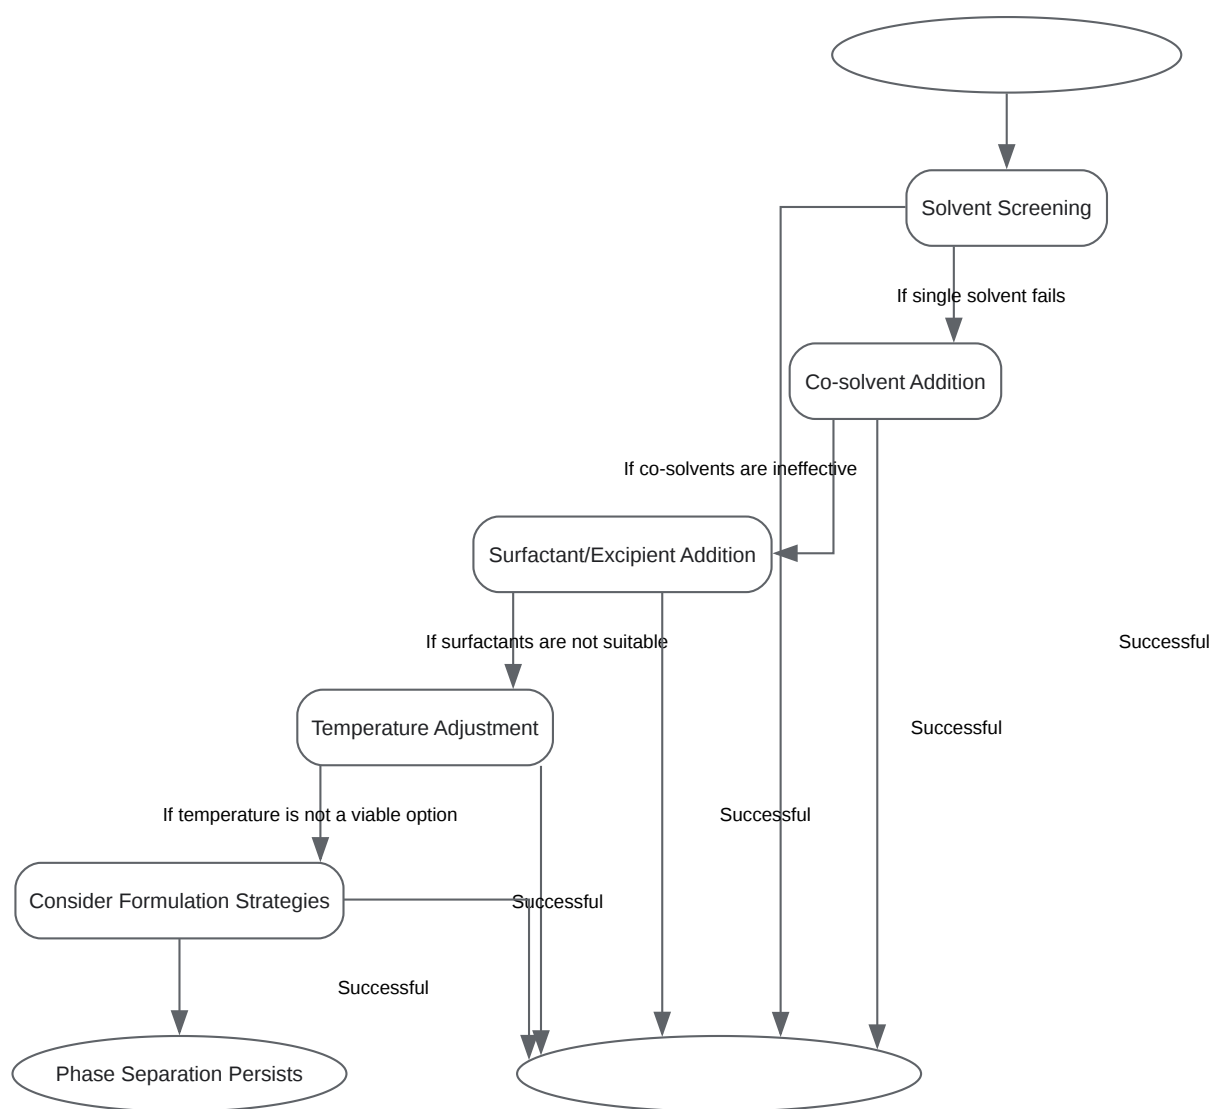 Solvent Screening
If single solvent fails
Co-solvent Addition
If co-solvents are ineffective
Surfactant/Excipient Addition
If surfactants are not suitable
Successful
Temperature Adjustment
Successful
If temperature is not a viable option
Successful
Consider Formulation Strategies
Successful
Successful
Phase Separation Persists